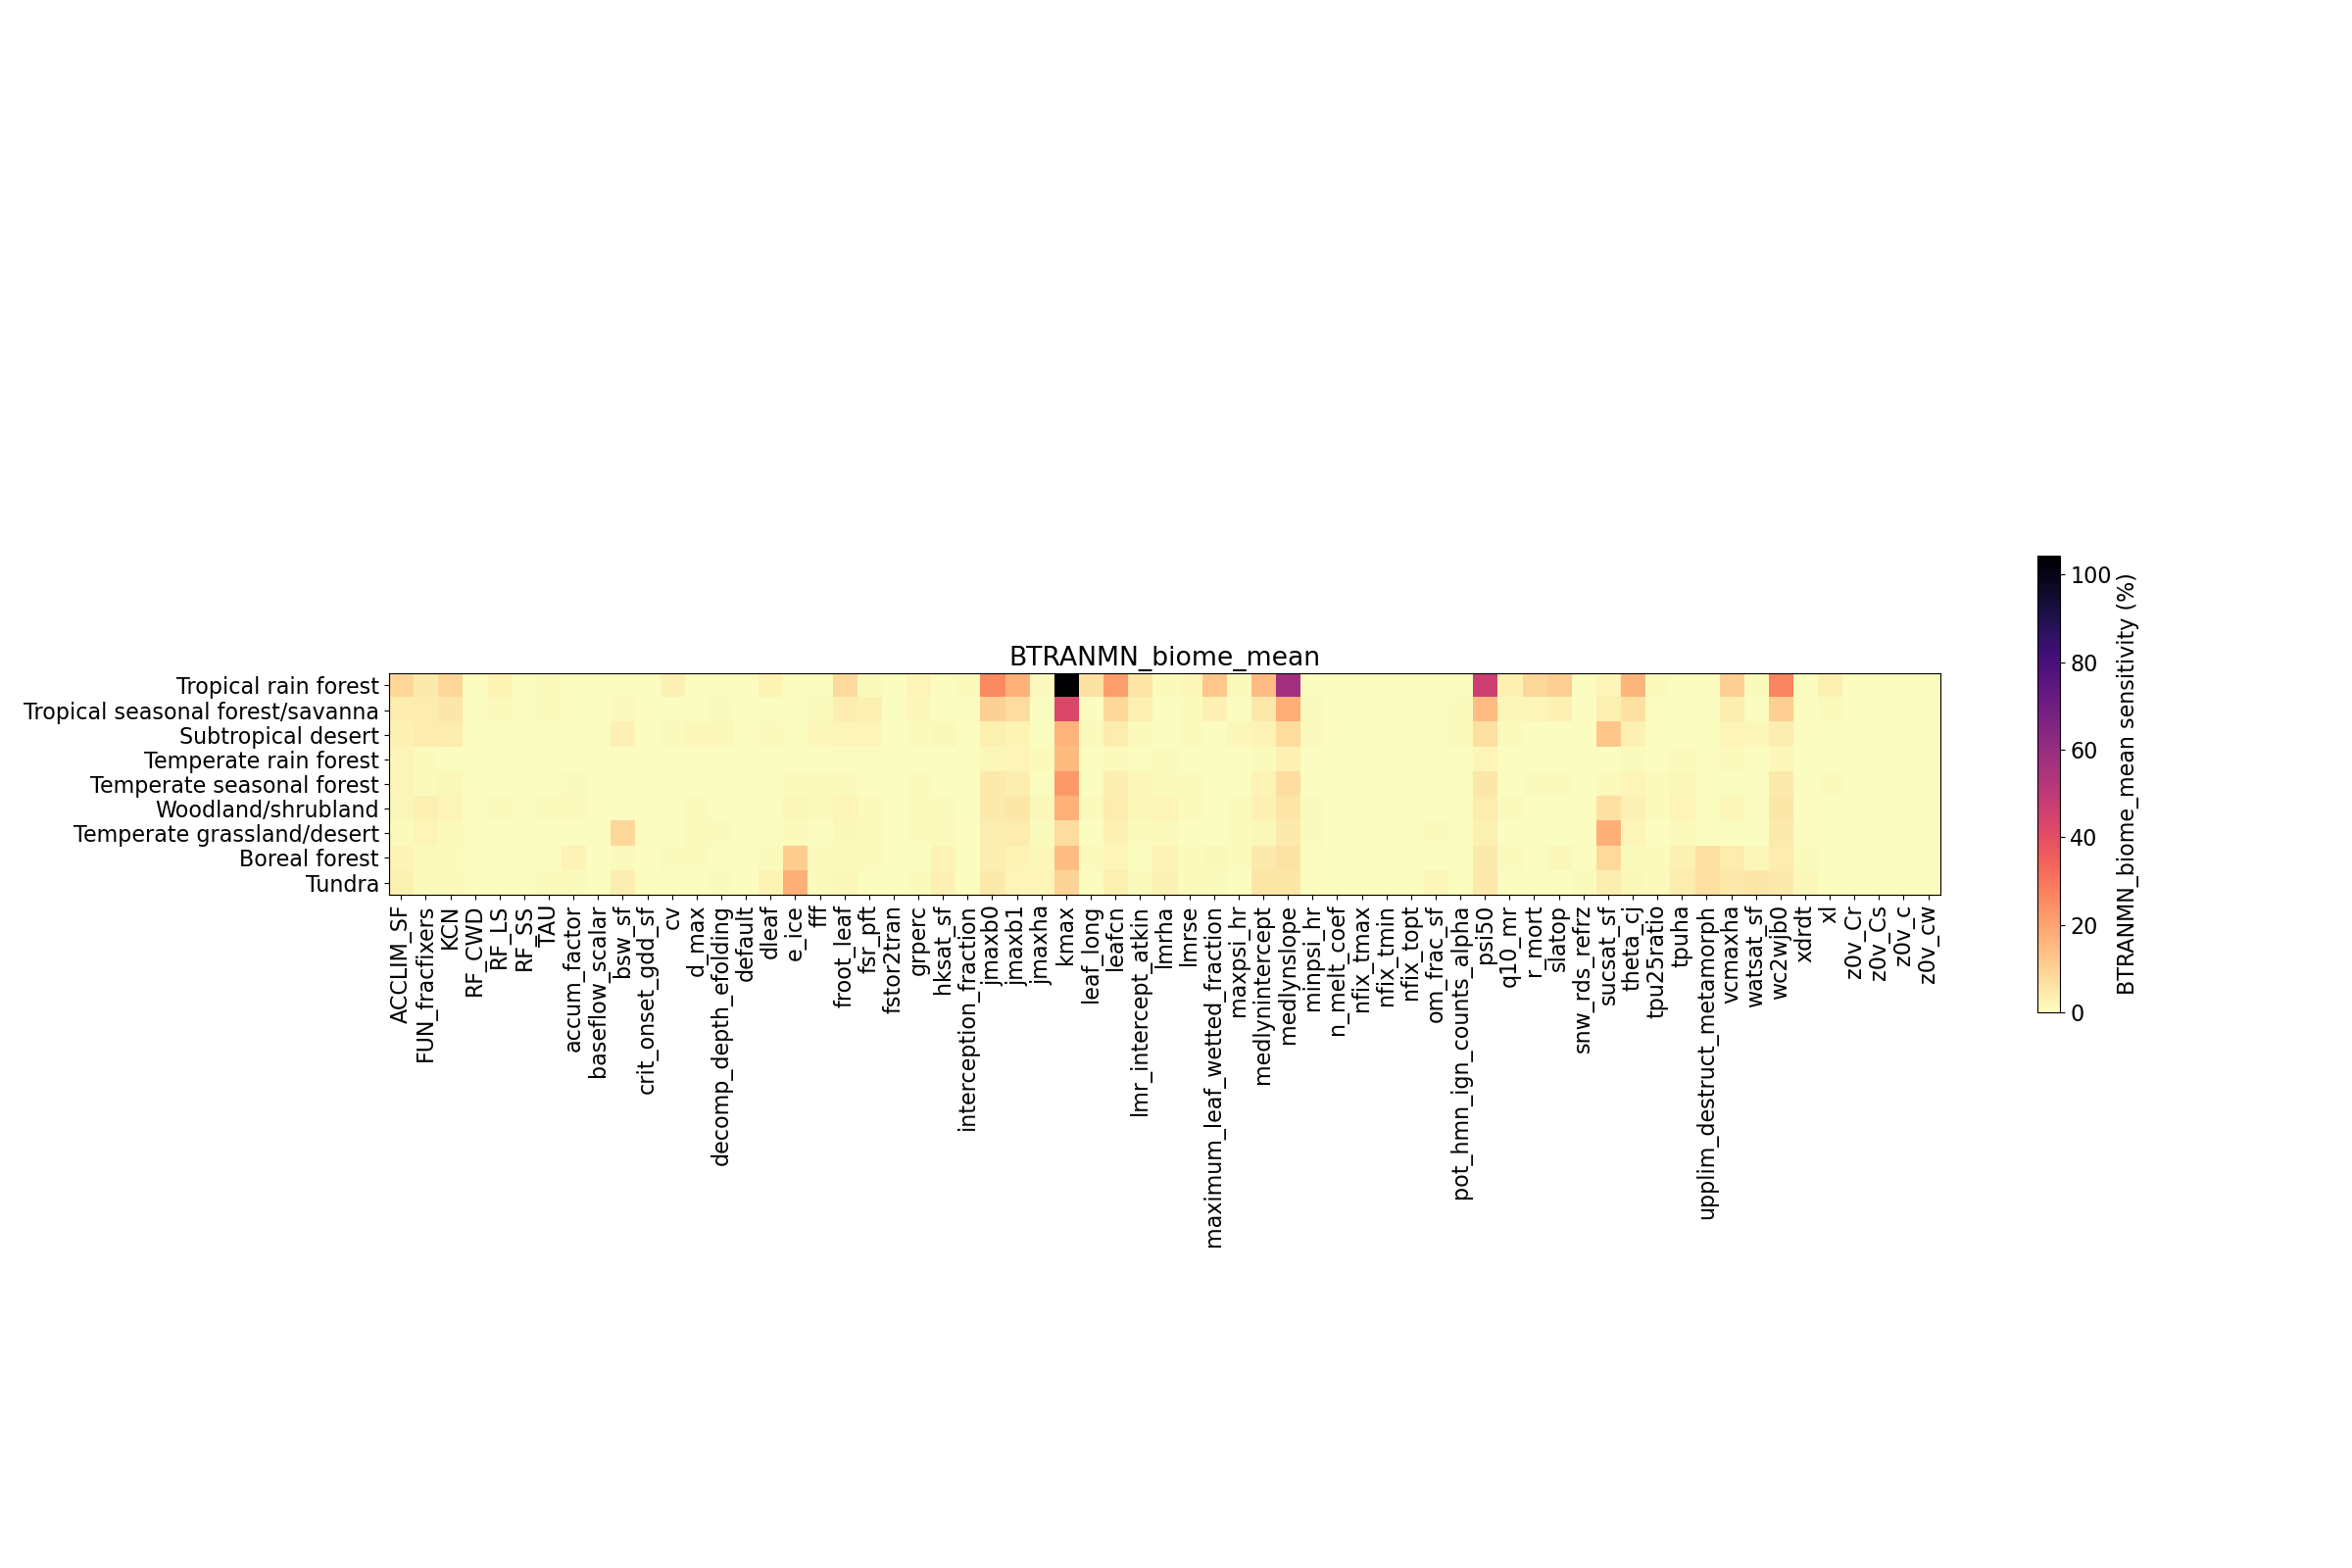 BTRANMN_biome_mean
Tropical rain forest
Tropical seasonal forest/savanna
Subtropical desert
Temperate rain forest
Temperate seasonal forest
Woodland/shrubland
Temperate grassland/desert
Boreal forest
Tundra
ACCLIM_SF
FUN_fracfixers
KCN
RF_CWD
RF_LS
RF_SS
TAU
accum_factor
baseflow_scalar
bsw_sf
crit_onset_gdd_sf
cv
d_max
decomp_depth_efolding
default
dleaf
e_ice
fff
froot_leaf
fsr_pft
fstor2tran
grperc
hksat_sf
interception_fraction
jmaxb0
jmaxb1
jmaxha
kmax
leaf_long
leafcn
lmr_intercept_atkin
lmrha
lmrse
maximum_leaf_wetted_fraction
maxpsi_hr
medlynintercept
medlynslope
minpsi_hr
n_melt_coef
nfix_tmax
nfix_tmin
nfix_topt
om_frac_sf
pot_hmn_ign_counts_alpha
psi50
q10_mr
r_mort
slatop
snw_rds_refrz
sucsat_sf
theta_cj
tpu25ratio
tpuha
upplim_destruct_metamorph
vcmaxha
watsat_sf
wc2wjb0
xdrdt
xl
z0v_Cr
z0v_Cs
z0v_c
z0v_cw
100
80
60
40
20
0
BTRANMN_biome_mean sensitivity (%)